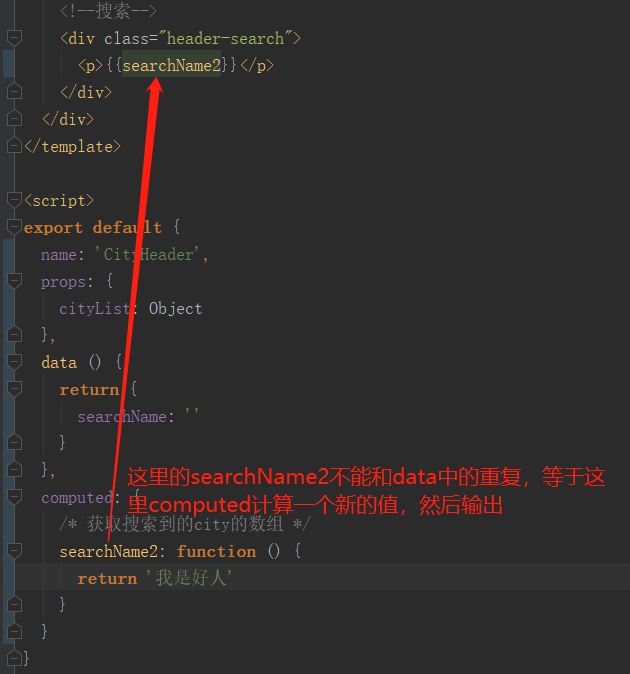 <!--搜索-->
<div class="header-search">
<p>{{searchName2}}</p>
</div>
</div>
</template>
<script>
export default {
name: 'CityHeader',
props: {
cityList: Object
},
data () {
return {
searchName: ''
}
},
computed: {
这里的searchName2不能和data中的重复，等于这
里computed计算一个新的值，然后输出
/* 获取搜索到的city的数组 */
searchName2: function () {
return '我是好人'
}
}
}